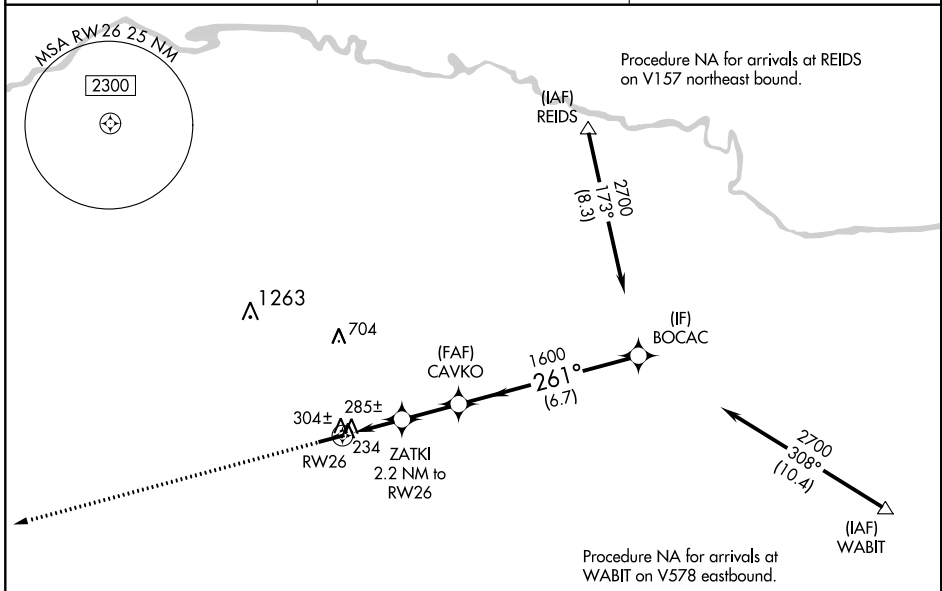 MSA RW26 25 NM
2300
Procedure NA for arrivals at REIDS
on V157 northeast bound.
(IAF)
REIDS
2700
173°
(8.3)
1263
704
(IF)
BOCAC
(FAF)
CAVKO
1600
261°
(6.7)
304±
285±
234
RW26
ZATKI
2.2 NM to
RW26
2700
308°
(10.4)
(IAF)
WABIT
Procedure NA for arrivals at
WABIT on V578 eastbound.